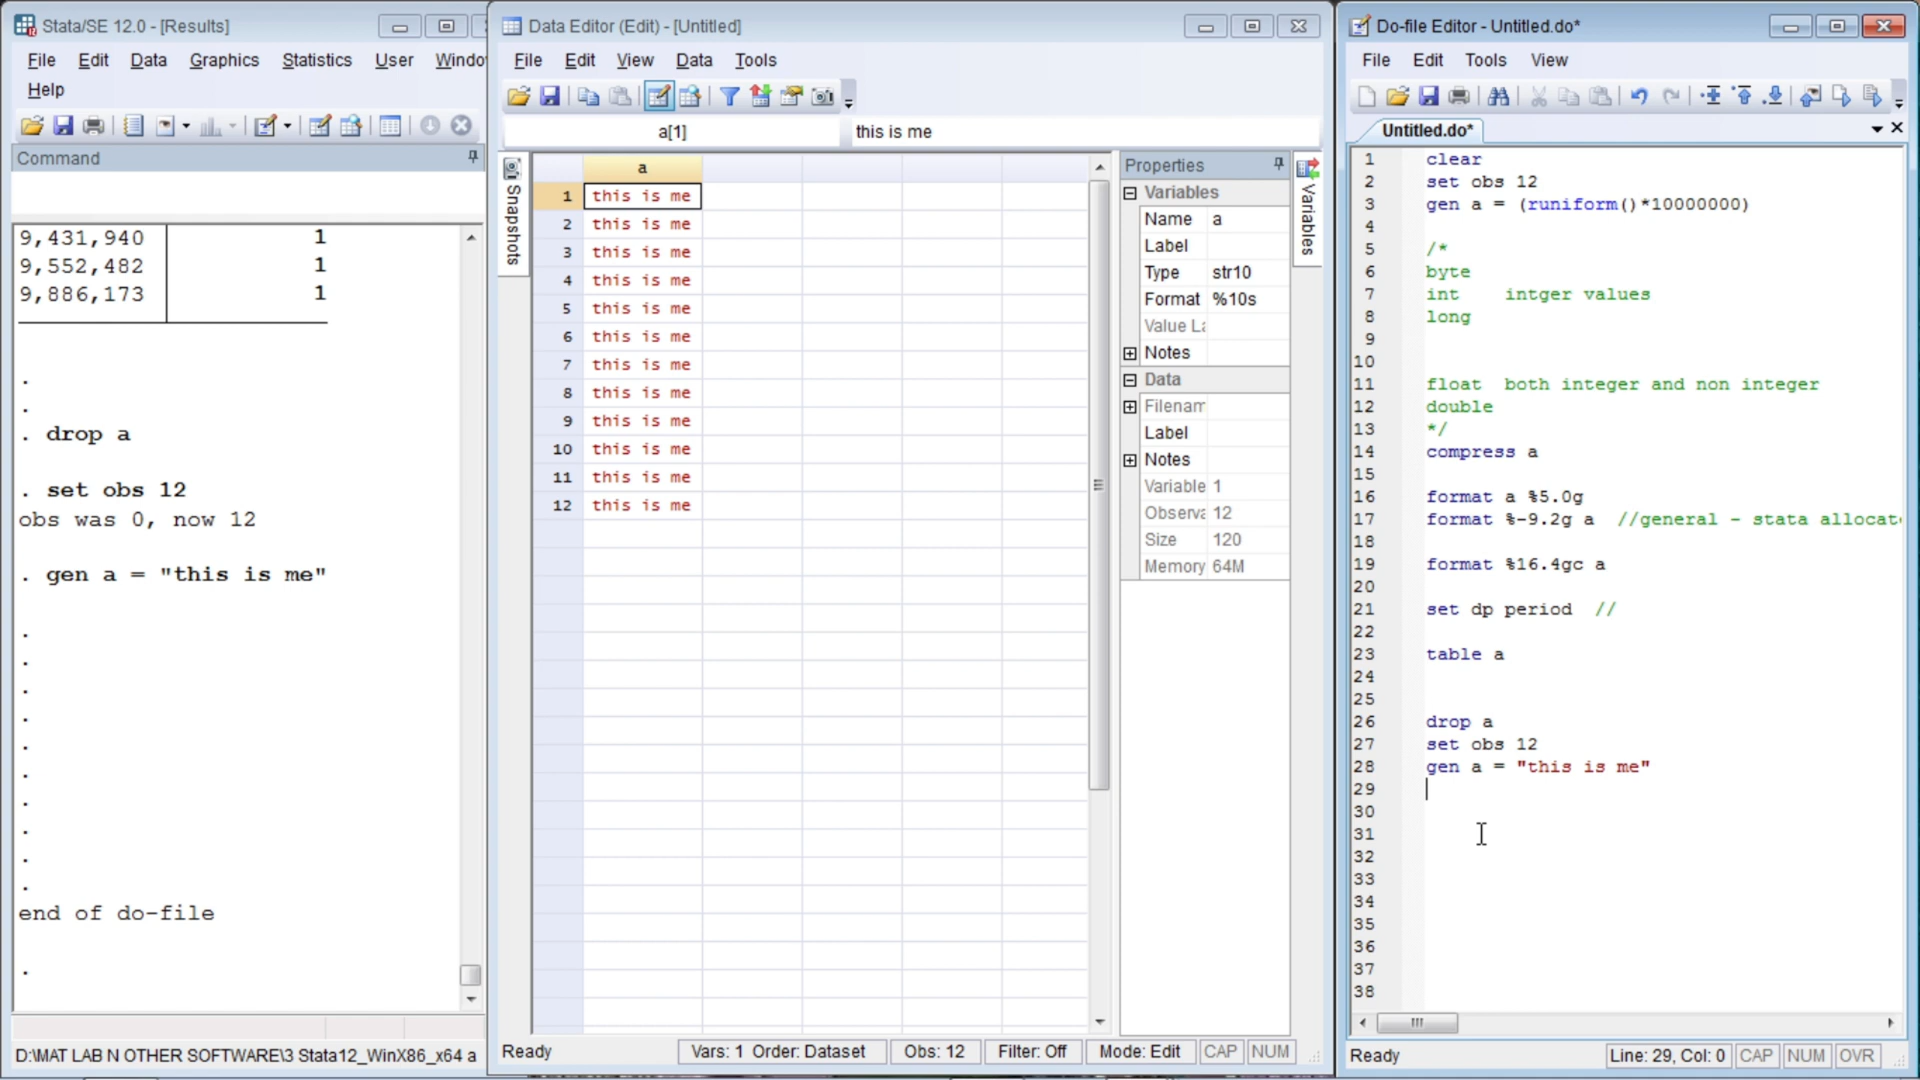 Stata/SE 12.0 - [Results]
File Edit Data Graphics Statistics User Windo
Help
Command
9,431,940 1
9,552,482 1
9,886,173 1
.
.
. drop a
. set obs 12
obs was 0, now 12
. gen a = "this is me"
.
.
.
.
.
.
.
.
.
.
end of do-file
.
D:\MAT LAB N OTHER SOFTWARE\3 Stata12_WinX86_x64 a
Data Editor (Edit) - [Untitled]
File Edit View Data Tools
a[1] this is me
Snapshots
a
1 this is me
2 this is me
3 this is me
4 this is me
5 this is me
6 this is me
7 this is me
8 this is me
9 this is me
10 this is me
11 this is me
12 this is me
Properties
Variables
Name a
Label
Type str10
Format %10s
Value La
Notes
Data
Filenam
Label
Notes
Variable 1
Observa 12
Size 120
Memory 64M
Variables
Ready Vars: 1 Order: Dataset Obs: 12 Filter: Off Mode: Edit CAP NUM
Do-file Editor - Untitled.do*
File Edit Tools View
Untitled.do*
1 clear
2 set obs 12
3 gen a = (runiform()*10000000)
4
5 /*
6 byte
7 int intger values
8 long
9
10
11 float both integer and non integer
12 double
13 */
14 compress a
15
16 format a %5.0g
17 format %-9.2g a //general - stata allocat
18
19 format %16.4gc a
20
21 set dp period //
22
23 table a
24
25
26 drop a
27 set obs 12
28 gen a = "this is me"
29
30
31
32
33
34
35
36
37
38
Ready Line: 29, Col: 0 CAP NUM OVR